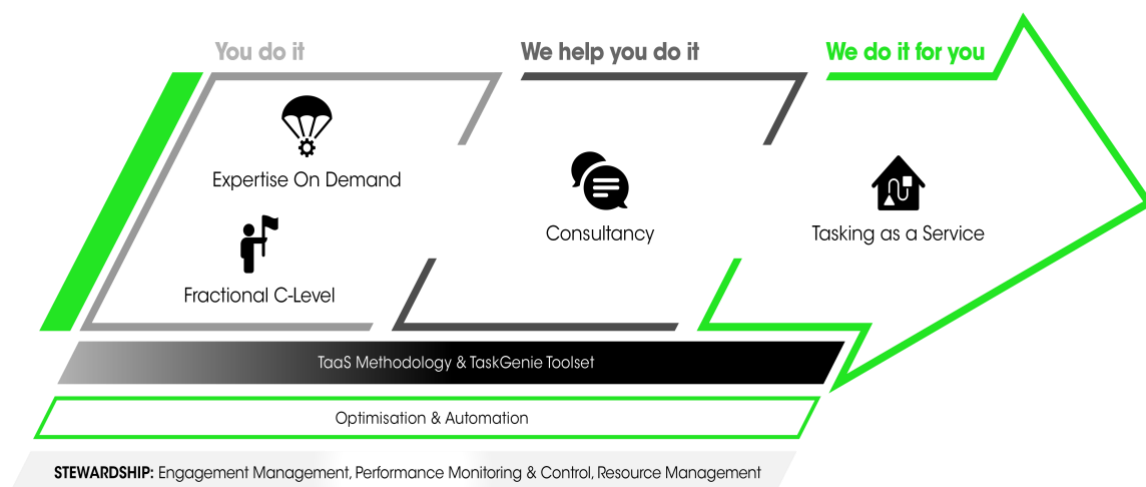 You do it
We help you do it
We do it for you
Expertise On Demand
Fractional C-Level
Consultancy
Tasking as a Service
TaaS Methodology & TaskGenie Toolset
Optimisation & Automation
STEWARDSHIP: Engagement Management, Performance Monitoring & Control, Resource Management